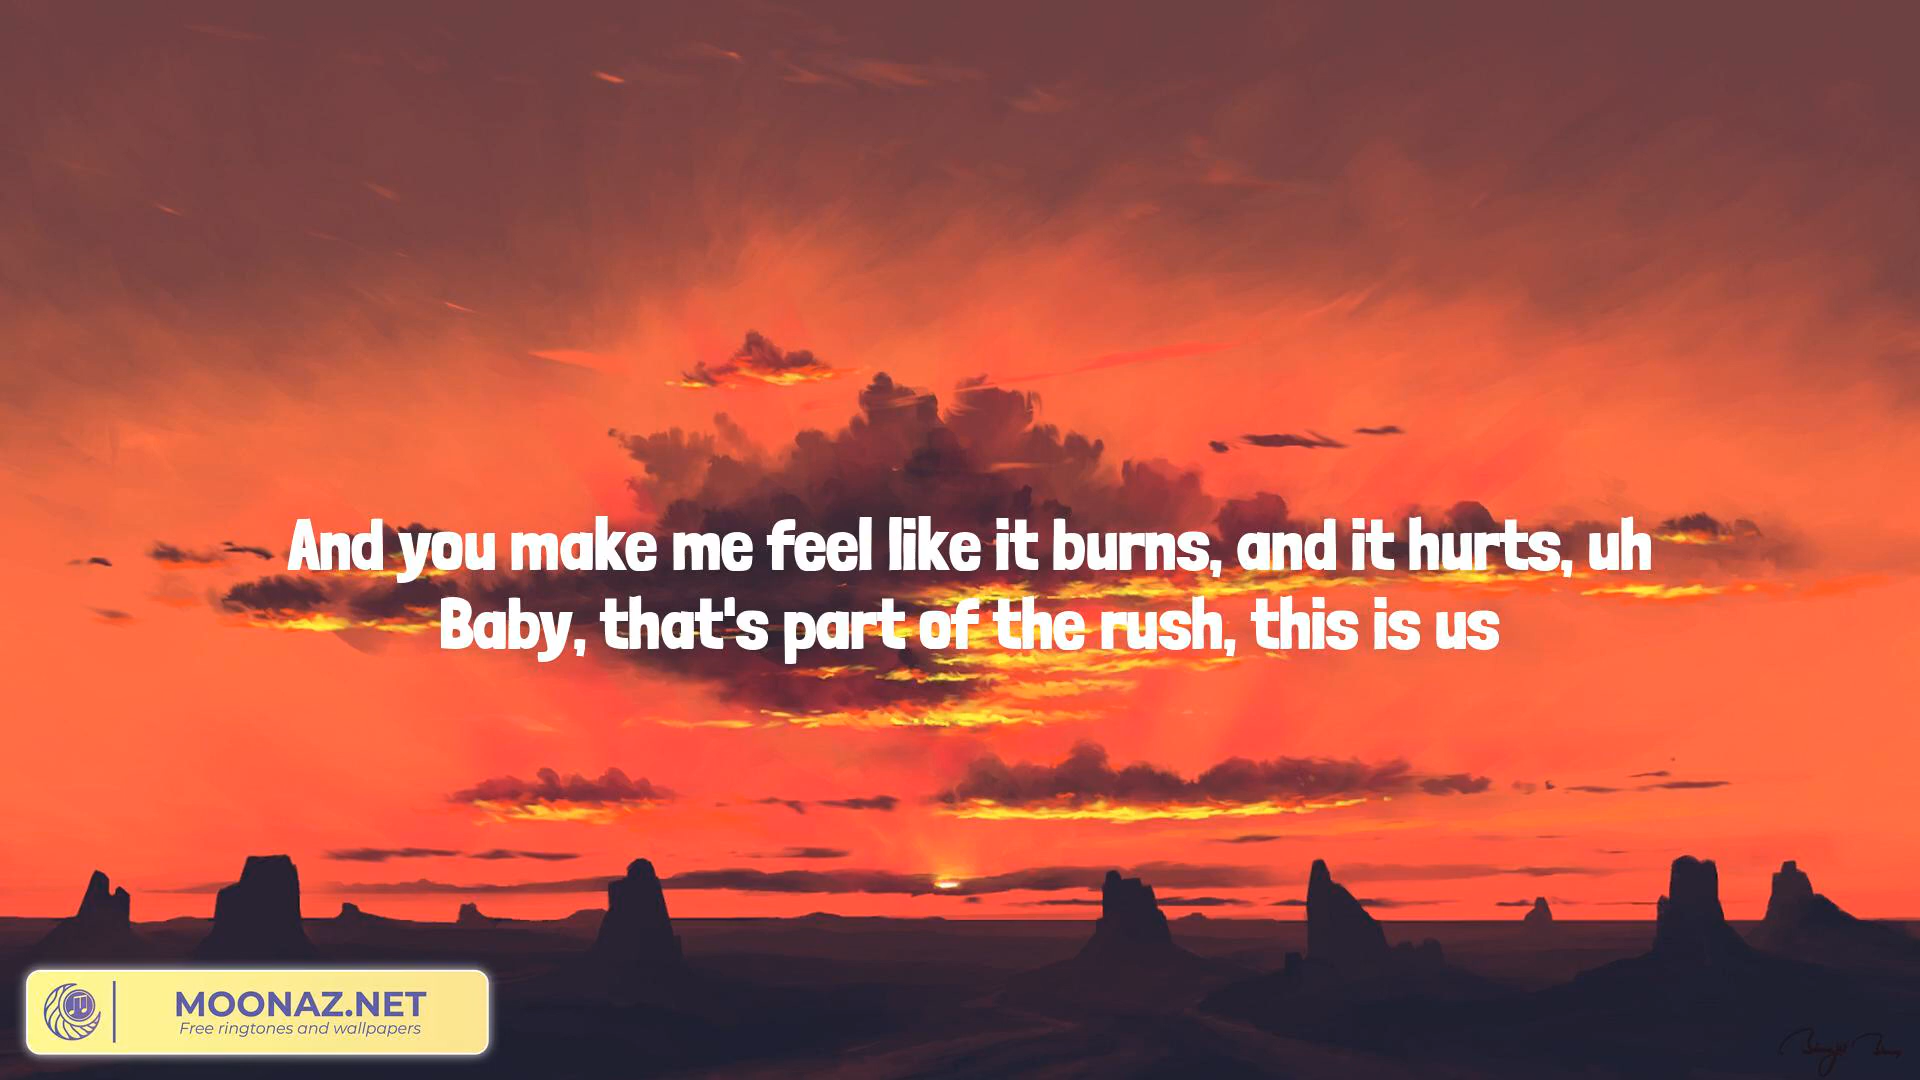 And you make me feel like it burns, and it hurts, uh
Baby, that's part of the rush, this is us
MOONAZ.NET
Free ringtones and wallpapers